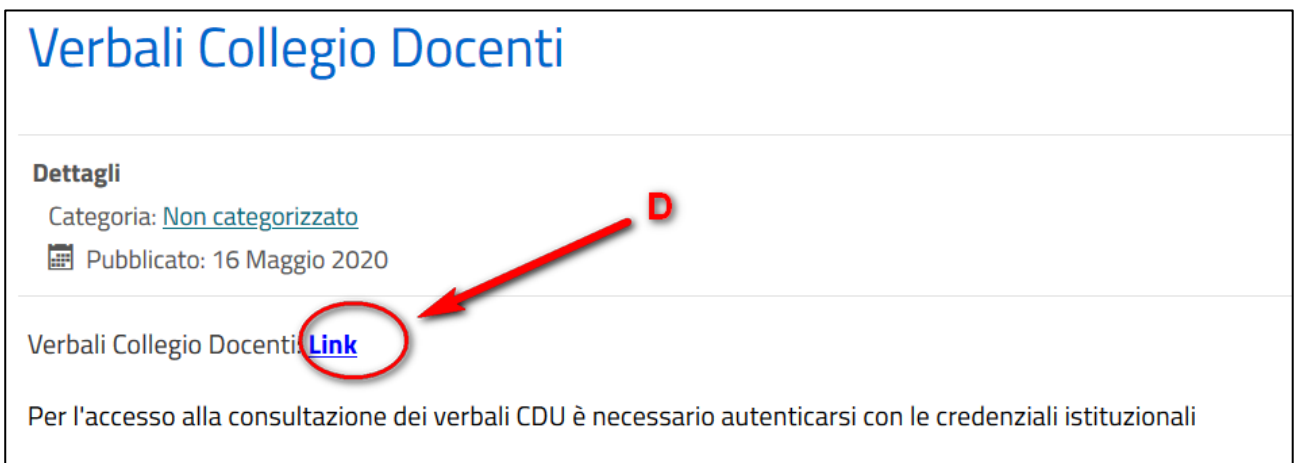 Verbali Collegio Docenti
Dettagli
Categoria: Non categorizzato
D
Pubblicato: 16 Maggio 2020
Verbali Collegio Docenti: Link
Per l'accesso alla consultazione dei verbali CDU è necessario autenticarsi con le credenziali istituzionali